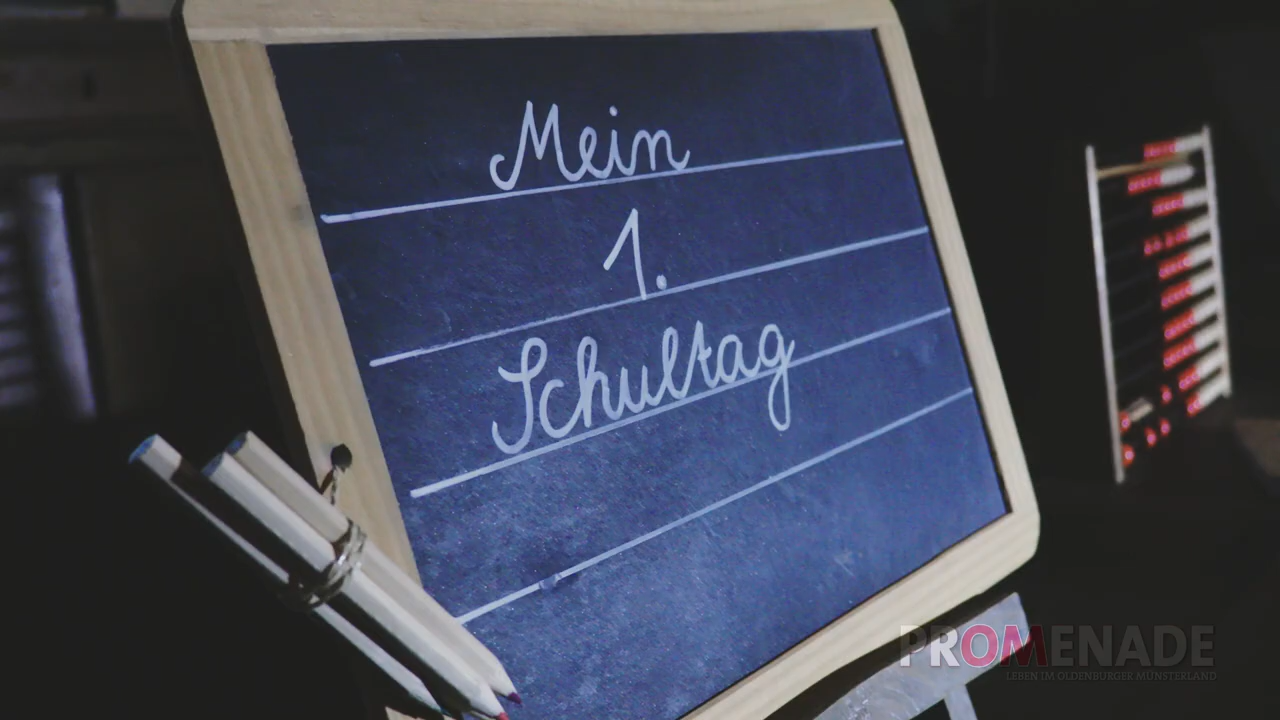 Mein
1.
Schultag
PROMENADE
LEBEN IM OLDENBURGER MÜNSTERLAND